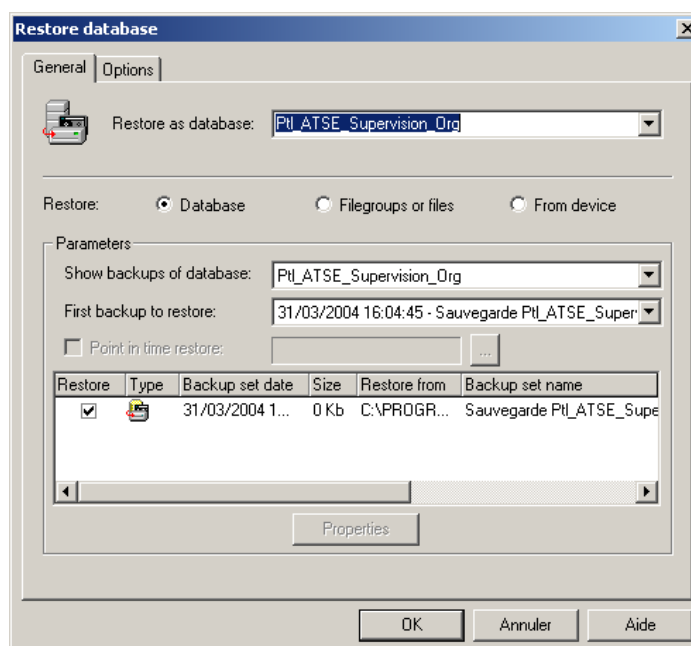 Restore database
General
Options
Restore as database: Ptl_ATSE_Supervision_Org
Restore: Database Filegroups or files From device
Parameters
Show backups of database: Ptl_ATSE_Supervision_Org
First backup to restore: 31/03/2004 16:04:45 - Sauvegarde Ptl_ATSE_Super
Point in time restore: ...
Restore Type Backup set date Size Restore from Backup set name
31/03/2004 1... 0 Kb C:\PROGR... Sauvegarde Ptl_ATSE_Supe
Properties
OK Annuler Aide